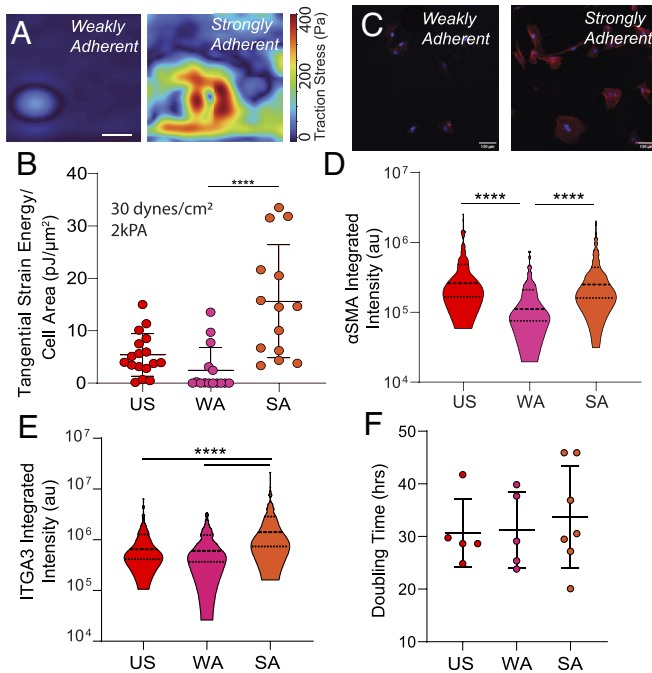 A
Weakly
Adherent
Strongly
Adherent
400
200
0
Traction Stress (Pa)
C
Weakly
Adherent
Strongly
Adherent
B
Tangential Strain Energy/
Cell Area (pJ/µm²)
40
30
20
10
0
30 dynes/cm²
2kPA
****
US WA SA
D
αSMA Integrated
Intensity (au)
10⁷
10⁶
10⁵
10⁴
**** ****
US WA SA
E
ITGA3 Integrated
Intensity (au)
10⁷
10⁷
10⁶
10⁵
10⁴
****
US WA SA
F
Doubling Time (hrs)
50
40
30
20
10
US WA SA